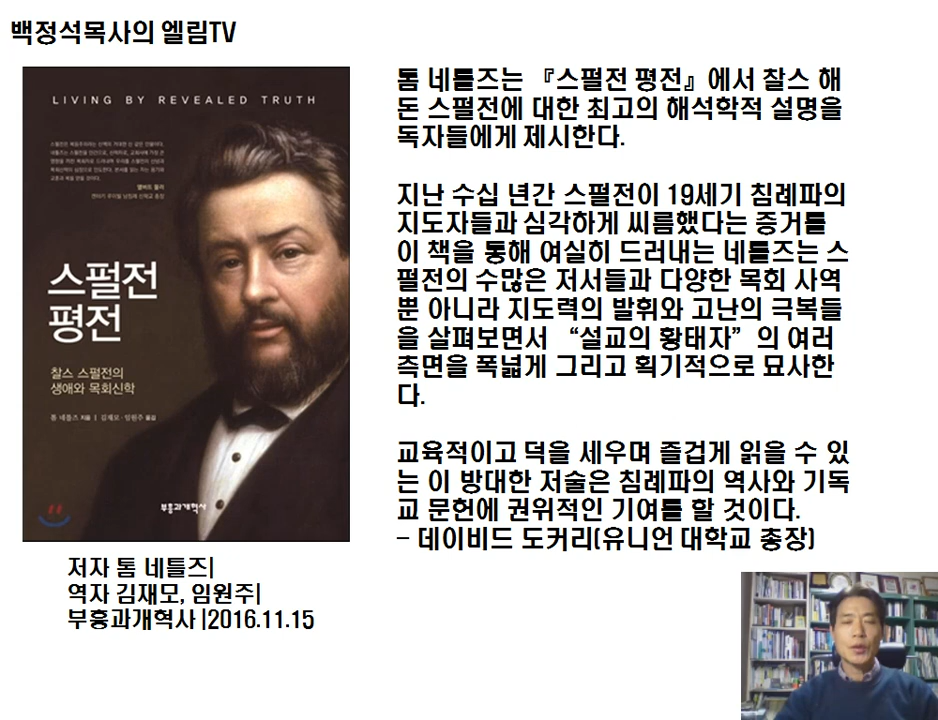 백정석목사의 엘림TV
LIVING BY REVEALED TRUTH
스펄전
평전
찰스 스펄전의
생애와 목회신학
톰 네틀즈 지음 | 김재모·임원주 옮김
부흥과개혁사
저자 톰 네틀즈|
역자 김재모, 임원주|
부흥과개혁사 |2016.11.15
톰 네틀즈는 『스펄전 평전』에서 찰스 해
돈 스펄전에 대한 최고의 해석학적 설명을
독자들에게 제시한다.
지난 수십 년간 스펄전이 19세기 침례파의
지도자들과 심각하게 씨름했다는 증거를
이 책을 통해 여실히 드러내는 네틀즈는 스
펄전의 수많은 저서들과 다양한 목회 사역
뿐 아니라 지도력의 발휘와 고난의 극복들
을 살펴보면서 “설교의 황태자”의 여러
측면을 폭넓게 그리고 획기적으로 묘사한
다.
교육적이고 덕을 세우며 즐겁게 읽을 수 있
는 이 방대한 저술은 침례파의 역사와 기독
교 문헌에 권위적인 기여를 할 것이다.
- 데이비드 도커리(유니언 대학교 총장)